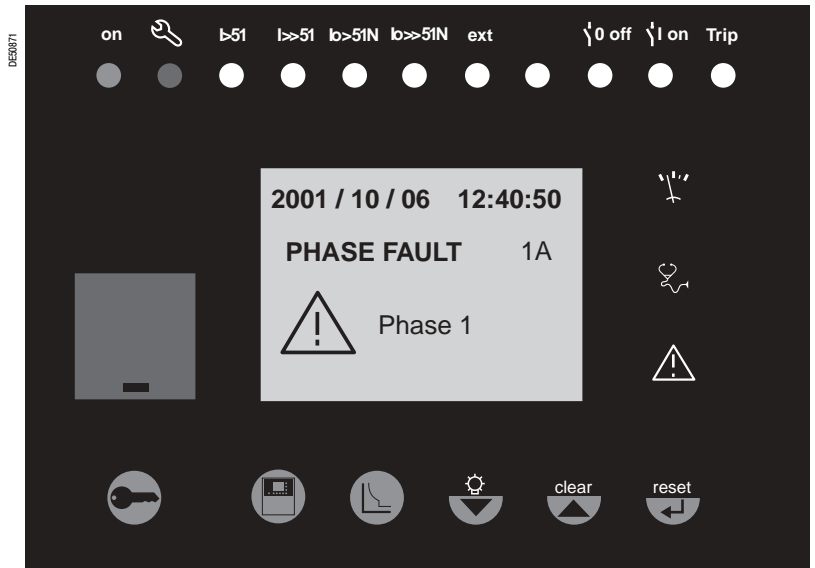 DE50871
on I>51 I>>51 Io>51N Io>>51N ext 0 off I on Trip
2001 / 10 / 06 12:40:50
PHASE FAULT 1A
Phase 1
clear reset